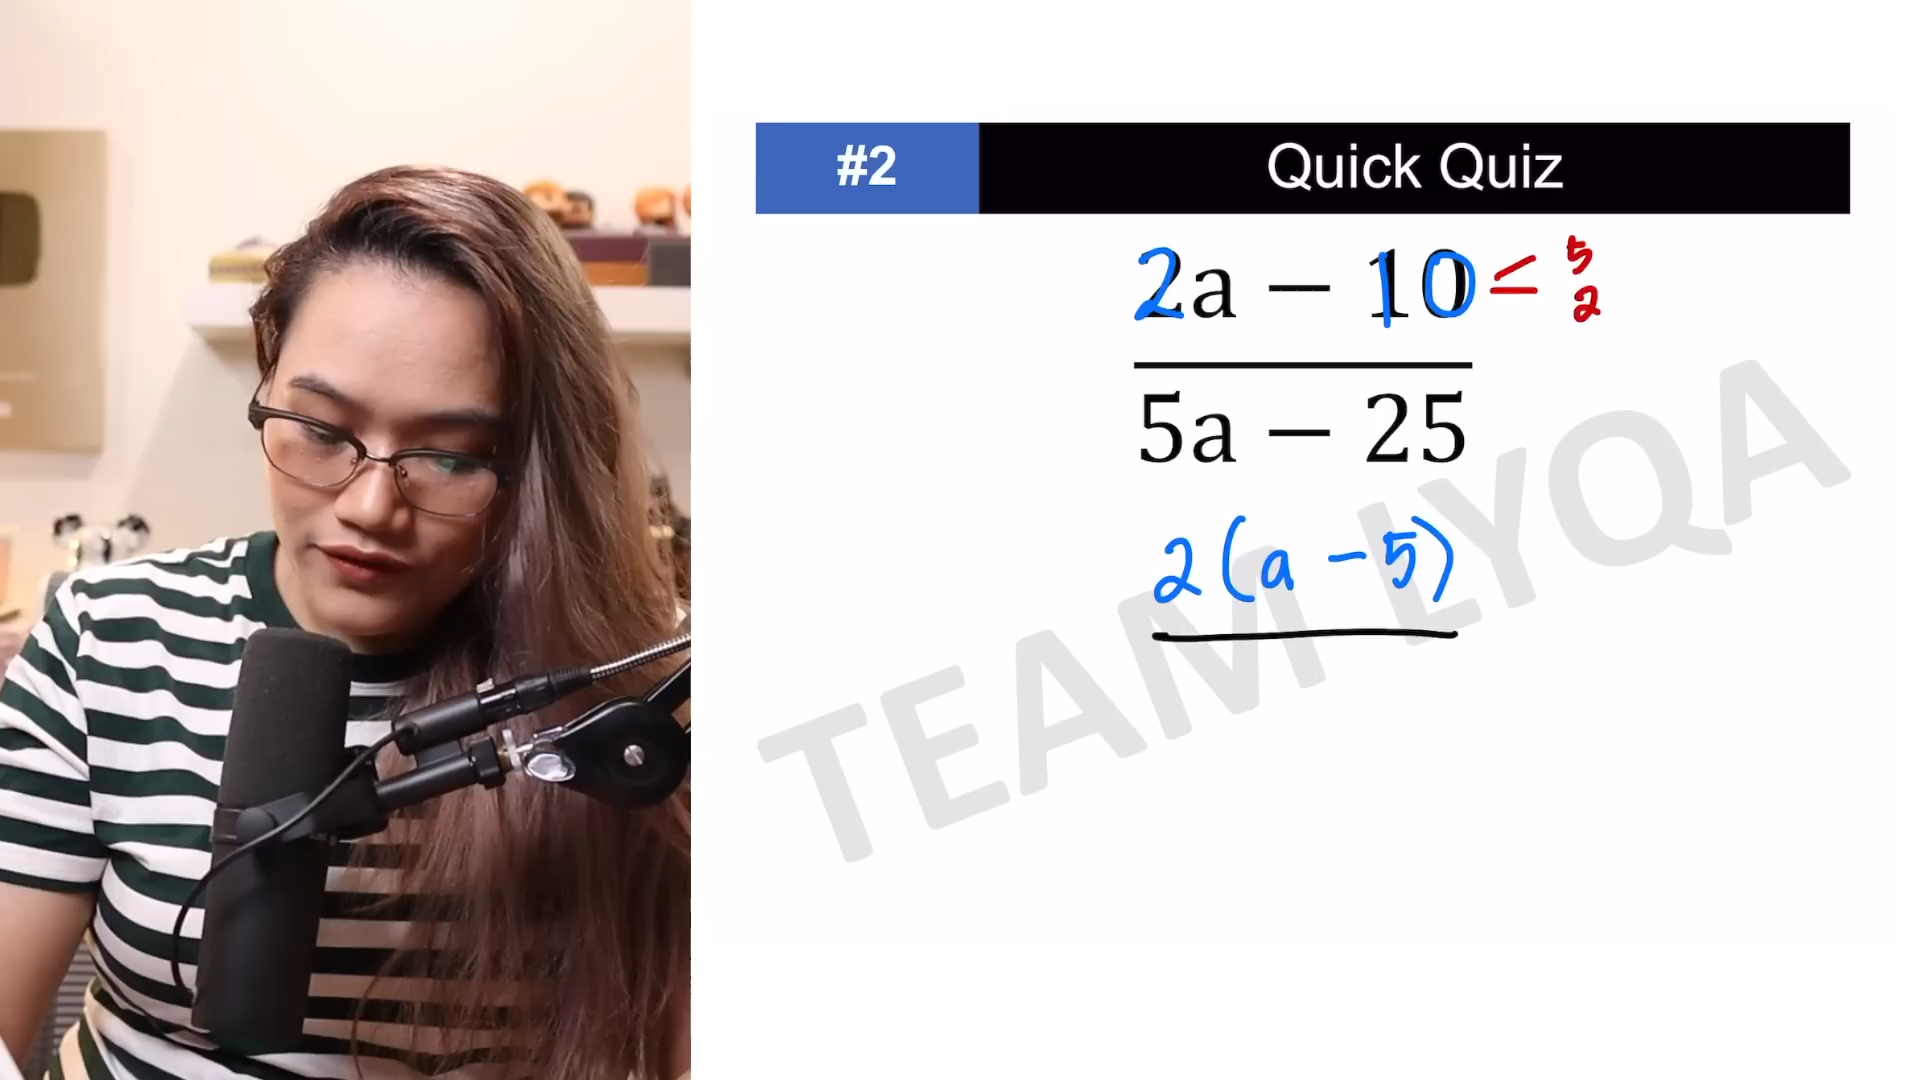 #2 Quick Quiz
2a − 10 = 5
2
5a − 25
2(a − 5)
TEAM LYQA